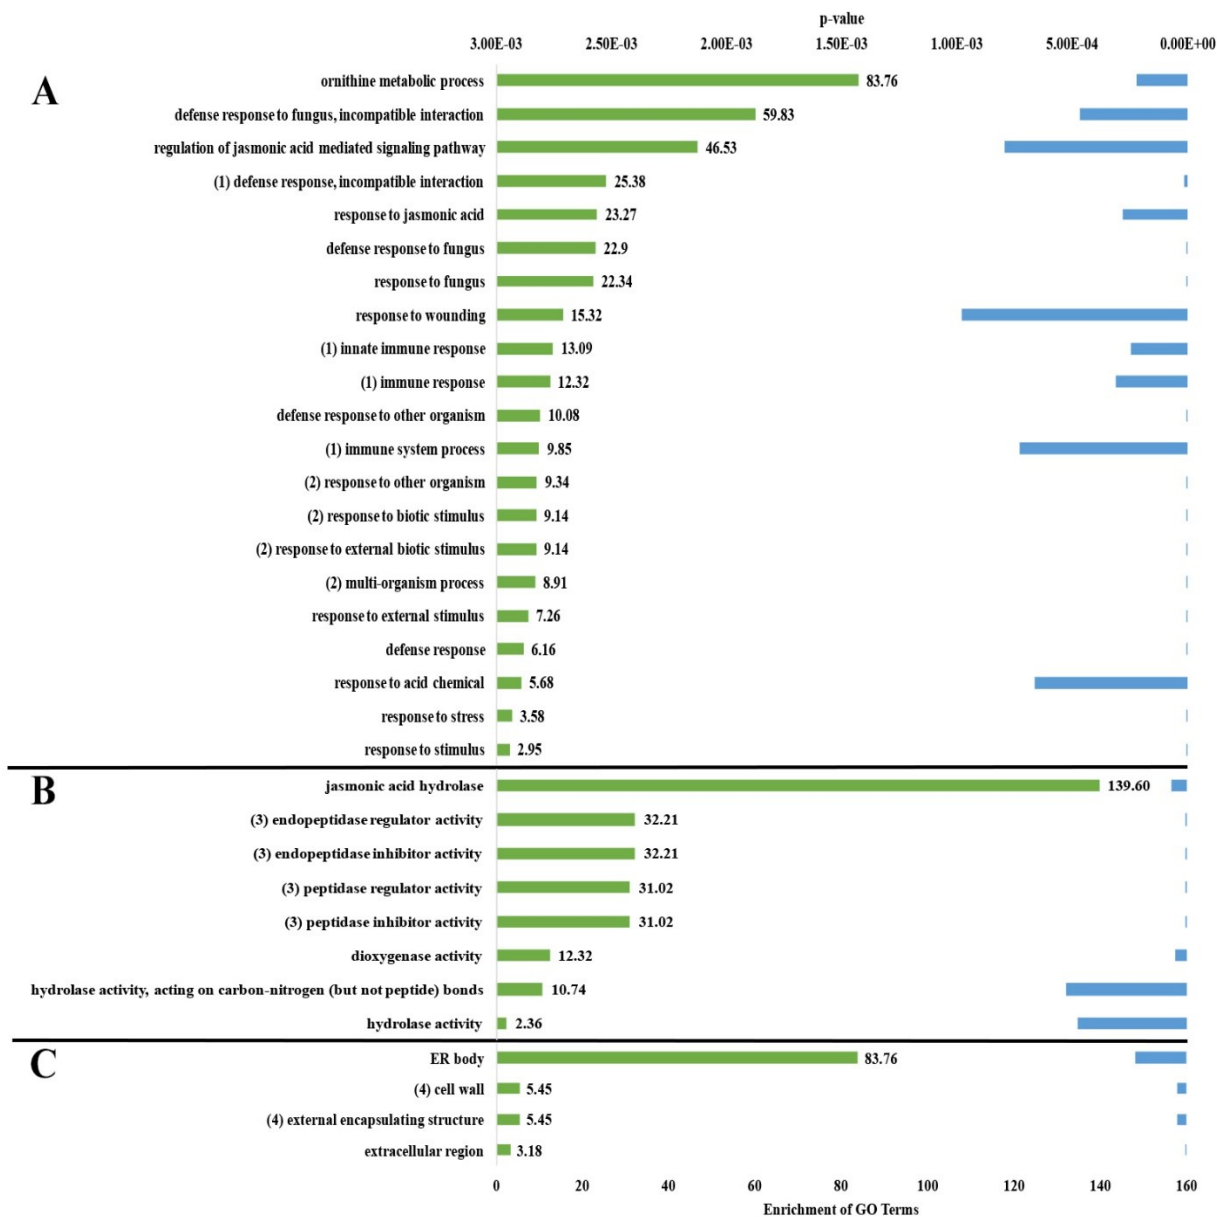 p-value
3.00E-03 2.50E-03 2.00E-03 1.50E-03 1.00E-03 5.00E-04 0.00E+00
A
ornithine metabolic process 83.76
defense response to fungus, incompatible interaction 59.83
regulation of jasmonic acid mediated signaling pathway 46.53
(1) defense response, incompatible interaction 25.38
response to jasmonic acid 23.27
defense response to fungus 22.9
response to fungus 22.34
response to wounding 15.32
(1) innate immune response 13.09
(1) immune response 12.32
defense response to other organism 10.08
(1) immune system process 9.85
(2) response to other organism 9.34
(2) response to biotic stimulus 9.14
(2) response to external biotic stimulus 9.14
(2) multi-organism process 8.91
response to external stimulus 7.26
defense response 6.16
response to acid chemical 5.68
response to stress 3.58
response to stimulus 2.95
B
jasmonic acid hydrolase 139.60
(3) endopeptidase regulator activity 32.21
(3) endopeptidase inhibitor activity 32.21
(3) peptidase regulator activity 31.02
(3) peptidase inhibitor activity 31.02
dioxygenase activity 12.32
hydrolase activity, acting on carbon-nitrogen (but not peptide) bonds 10.74
hydrolase activity 2.36
C
ER body 83.76
(4) cell wall 5.45
(4) external encapsulating structure 5.45
extracellular region 3.18
0 20 40 60 80 100 120 140 160
Enrichment of GO Terms